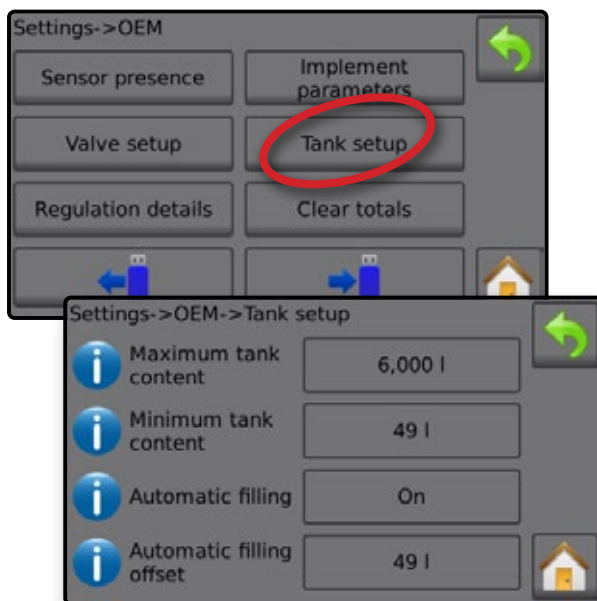 Settings->OEM
Sensor presence
Implement
parameters
Valve setup
Tank setup
Regulation details
Clear totals
Settings->OEM->Tank setup
Maximum tank
content
6,000 l
Minimum tank
content
49 l
Automatic filling
On
Automatic filling
offset
49 l